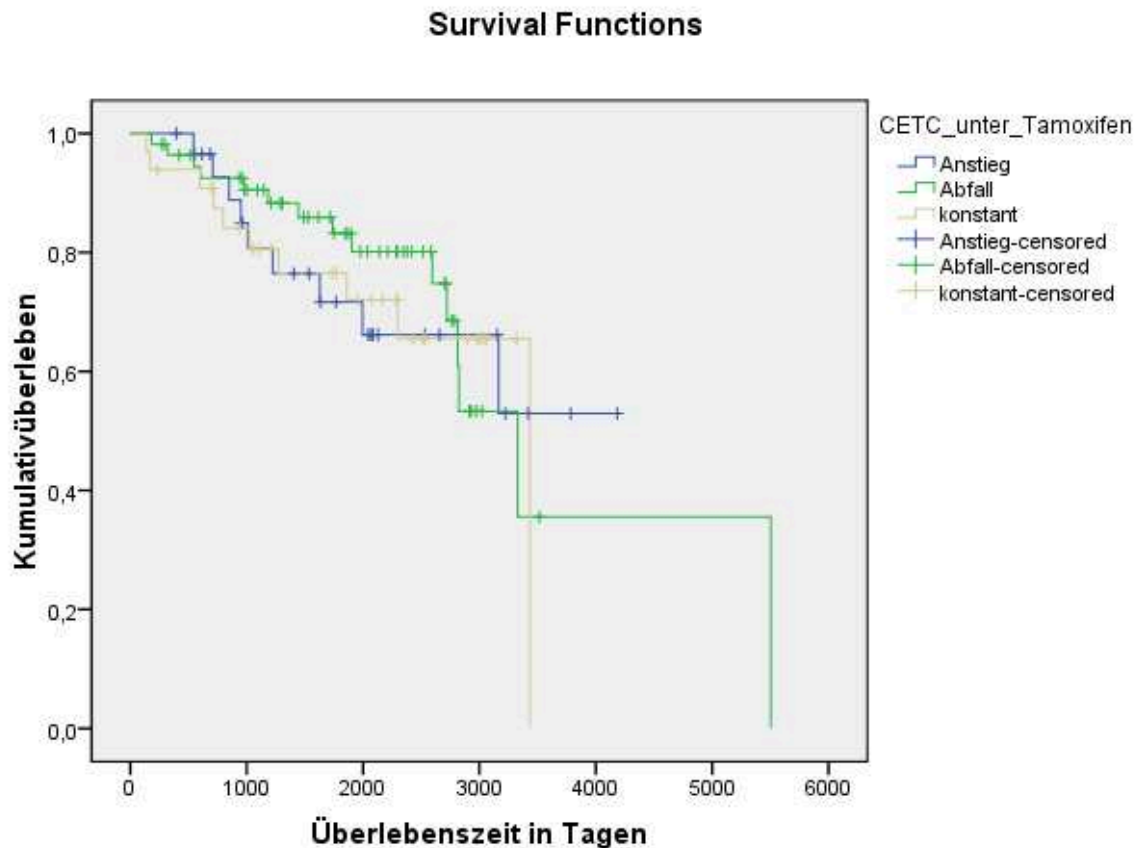 Survival Functions
CETC_unter_Tamoxifen
Anstieg
Abfall
konstant
Anstieg-censored
Abfall-censored
konstant-censored
Kumulativüberleben
1,0
0,8
0,6
0,4
0,2
0,0
0 1000 2000 3000 4000 5000 6000
Überlebenszeit in Tagen